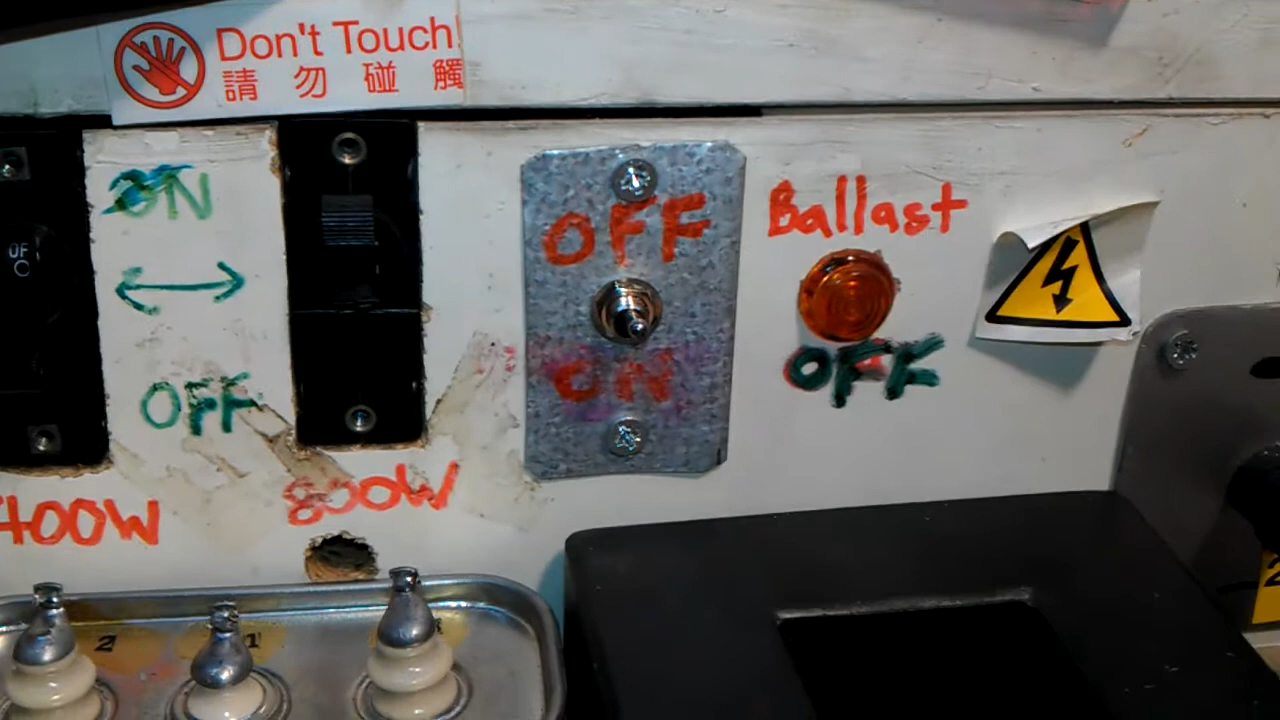 Don't Touch!
請勿碰觸
ON
OFF
OFF
ON
Ballast
OFF
400W
800W
2
1